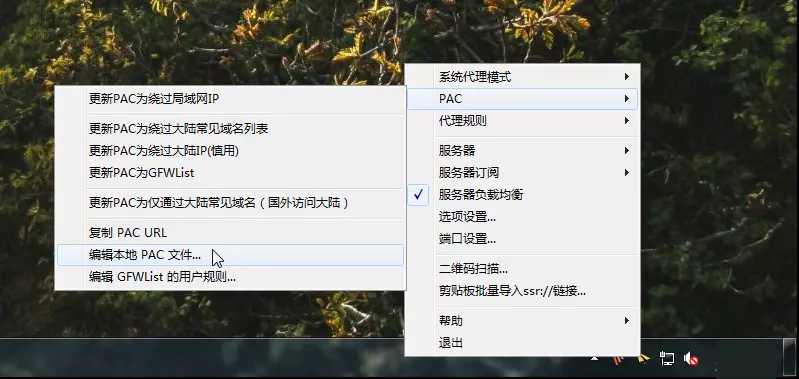 更新PAC为绕过局域网IP
更新PAC为绕过大陆常见域名列表
更新PAC为绕过大陆IP(慎用)
更新PAC为GFWList
更新PAC为仅通过大陆常见域名（国外访问大陆）
复制 PAC URL
编辑本地 PAC 文件...
编辑 GFWList 的用户规则...
系统代理模式
PAC
代理规则
服务器
服务器订阅
服务器负载均衡
选项设置...
端口设置...
二维码扫描...
剪贴板批量导入ssr://链接...
帮助
退出